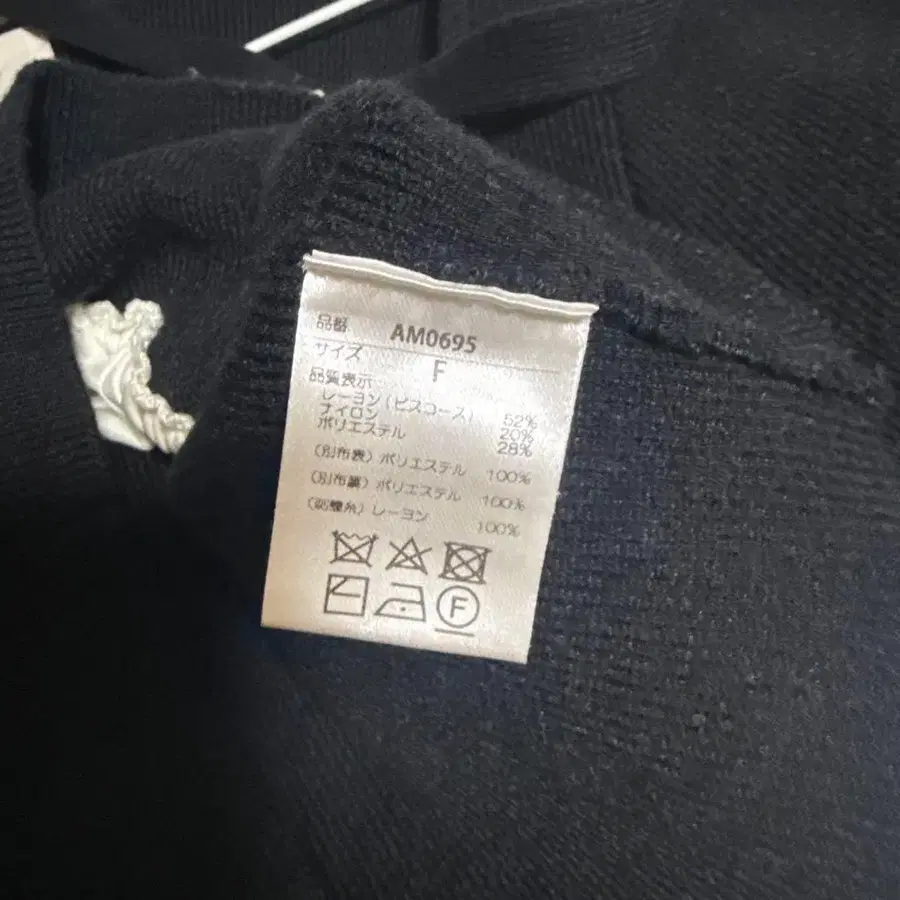 品番 AM0695
サイズ F
品質表示
レーヨン(ビスコース) 52%
ナイロン 20%
ポリエステル 28%
(別布表) ポリエステル 100%
(別布裏) ポリエステル 100%
(刺繍糸) レーヨン 100%
F